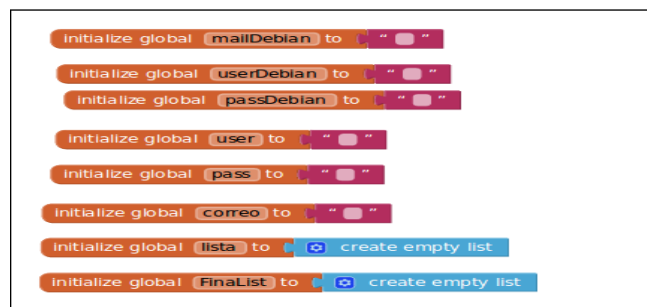 initialize global mailDebian to " "
initialize global userDebian to " "
initialize global passDebian to " "
initialize global user to " "
initialize global pass to " "
initialize global correo to " "
initialize global lista to create empty list
initialize global FinaList to create empty list